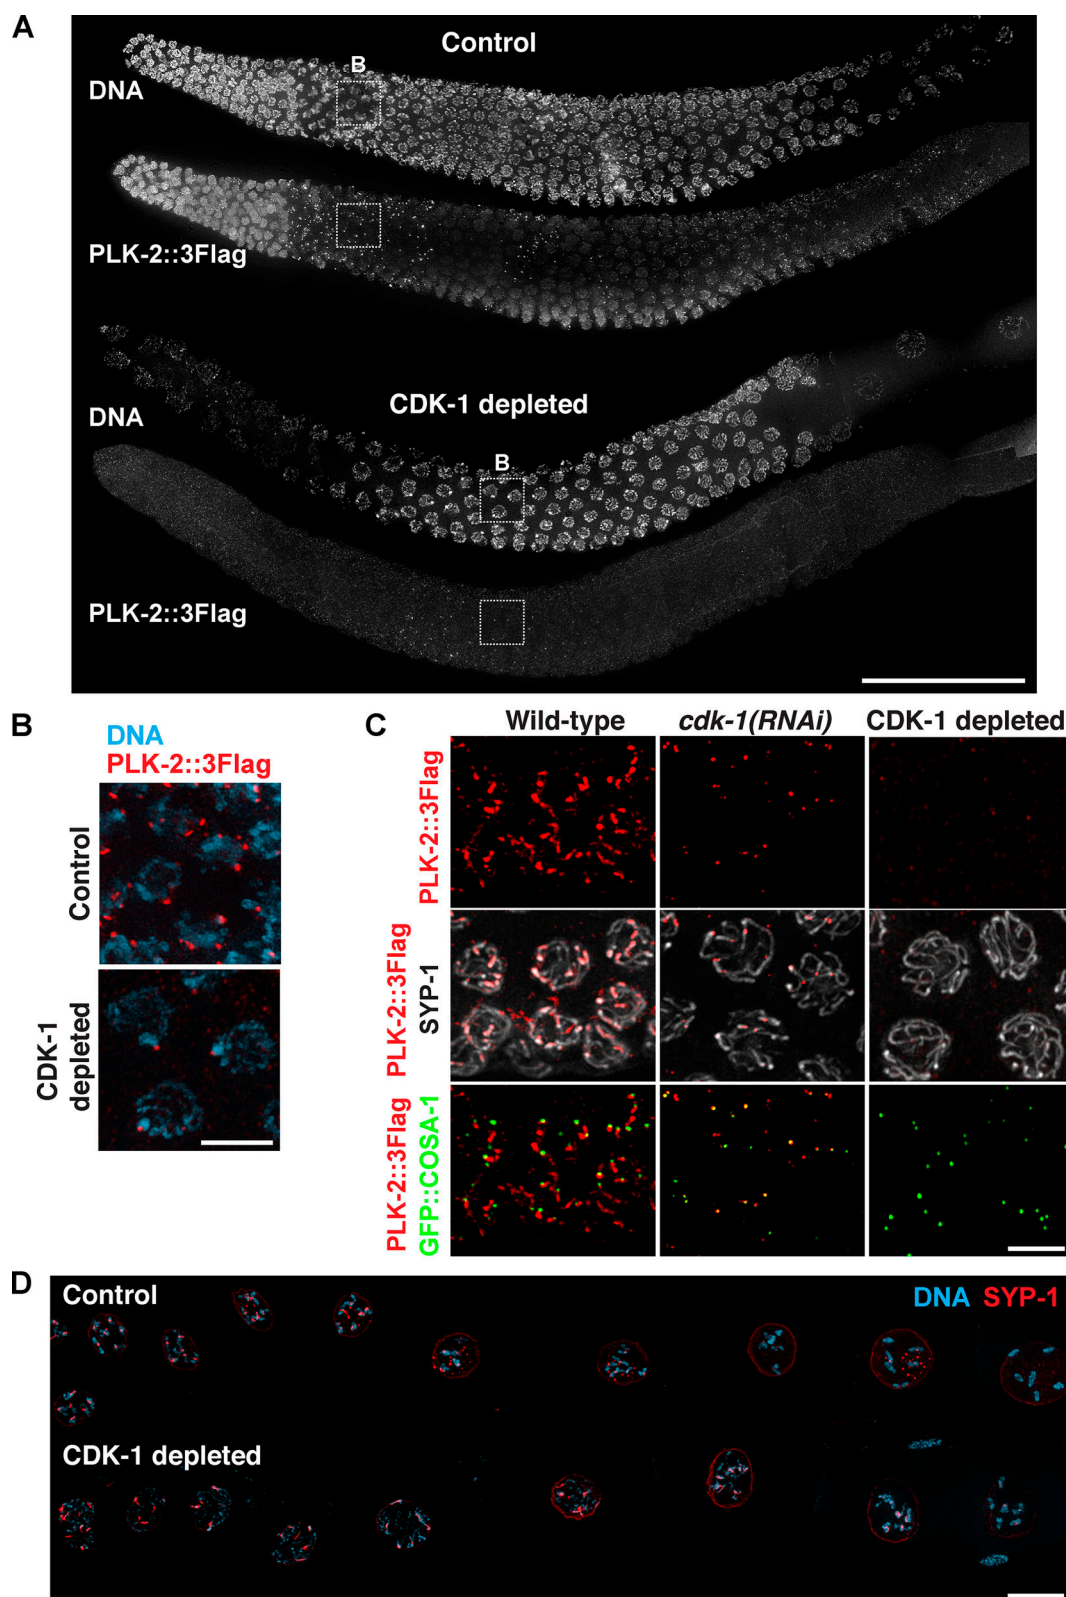 A
Control
B
DNA
PLK-2::3Flag
CDK-1 depleted
DNA
B
PLK-2::3Flag
B
DNA
PLK-2::3Flag
Control
CDK-1
depleted
C
Wild-type
cdk-1(RNAi)
CDK-1 depleted
PLK-2::3Flag
PLK-2::3Flag
SYP-1
PLK-2::3Flag
GFP::COSA-1
D
Control
DNA SYP-1
CDK-1 depleted